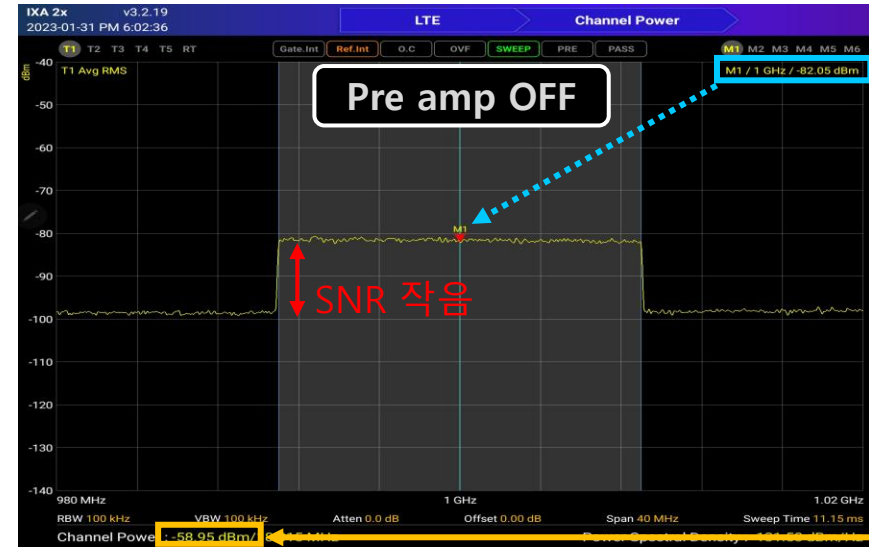 IXA 2x v3.2.19
2023-01-31 PM 6:02:36
LTE
Channel Power
T1 T2 T3 T4 T5 RT
Gate.Int Ref.Int O.C OVF SWEEP PRE PASS
M1 M2 M3 M4 M5 M6
dBm
T1 Avg RMS
M1 / 1 GHz / -82.05 dBm
Pre amp OFF
M1
SNR 작음
-40
-50
-60
-70
-80
-90
-100
-110
-120
-130
-140
980 MHz 1 GHz 1.02 GHz
RBW 100 kHz VBW 100 kHz Atten 0.0 dB Offset 0.00 dB Span 40 MHz Sweep Time 11.15 ms
Channel Power : -58.95 dBm/